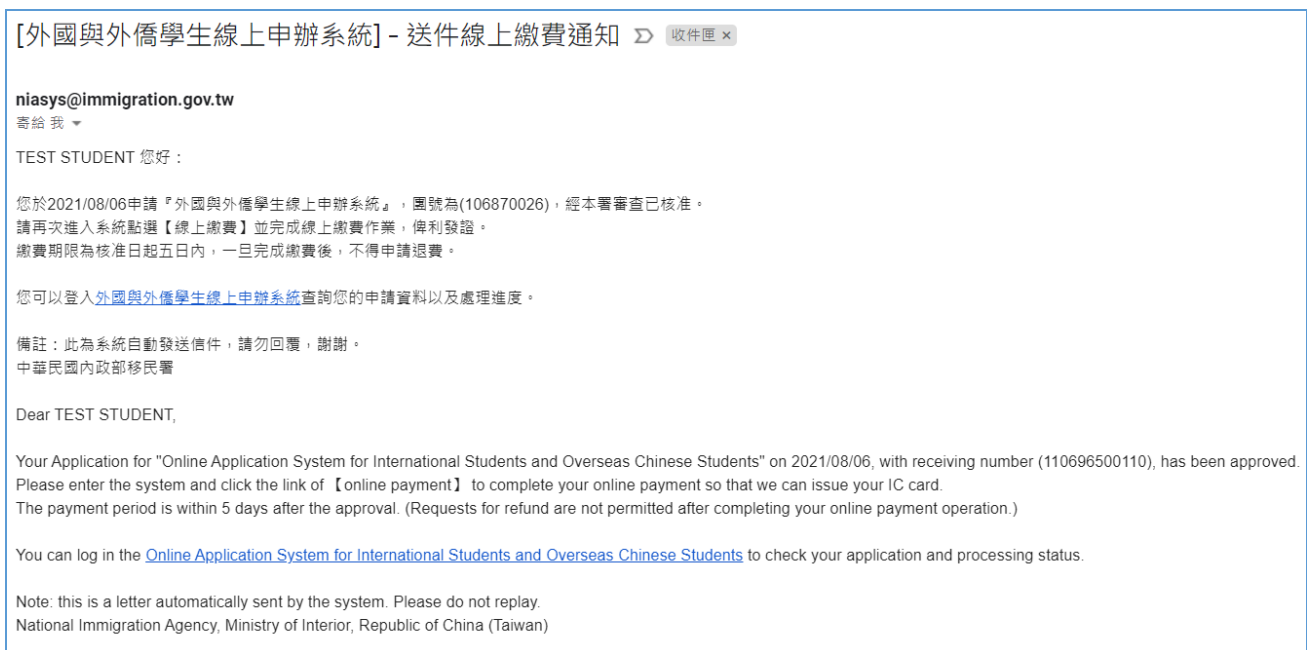 [外國與外僑學生線上申辦系統] - 送件線上繳費通知 收件匣 ×
niasys@immigration.gov.tw
寄給 我
TEST STUDENT 您好：
您於2021/08/06申請『外國與外僑學生線上申辦系統』，團號為(106870026)，經本署審查已核准。
請再次進入系統點選【線上繳費】並完成線上繳費作業，俾利發證。
繳費期限為核准日起五日內，一旦完成繳費後，不得申請退費。
您可以登入外國與外僑學生線上申辦系統查詢您的申請資料以及處理進度。
備註：此為系統自動發送信件，請勿回覆，謝謝。
中華民國內政部移民署
Dear TEST STUDENT,
Your Application for "Online Application System for International Students and Overseas Chinese Students" on 2021/08/06, with receiving number (110696500110), has been approved.
Please enter the system and click the link of 【online payment】 to complete your online payment so that we can issue your IC card.
The payment period is within 5 days after the approval. (Requests for refund are not permitted after completing your online payment operation.)
You can log in the Online Application System for International Students and Overseas Chinese Students to check your application and processing status.
Note: this is a letter automatically sent by the system. Please do not replay.
National Immigration Agency, Ministry of Interior, Republic of China (Taiwan)